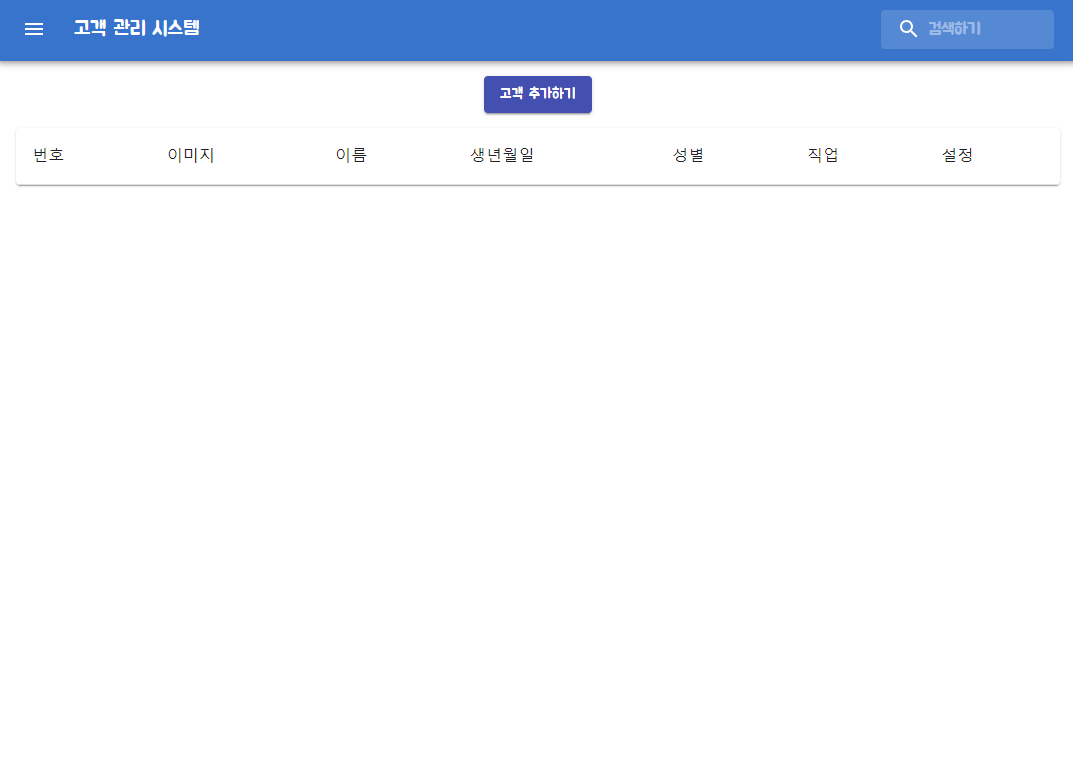 고객 관리 시스템 검색하기
고객 추가하기
번호 이미지 이름 생년월일 성별 직업 설정